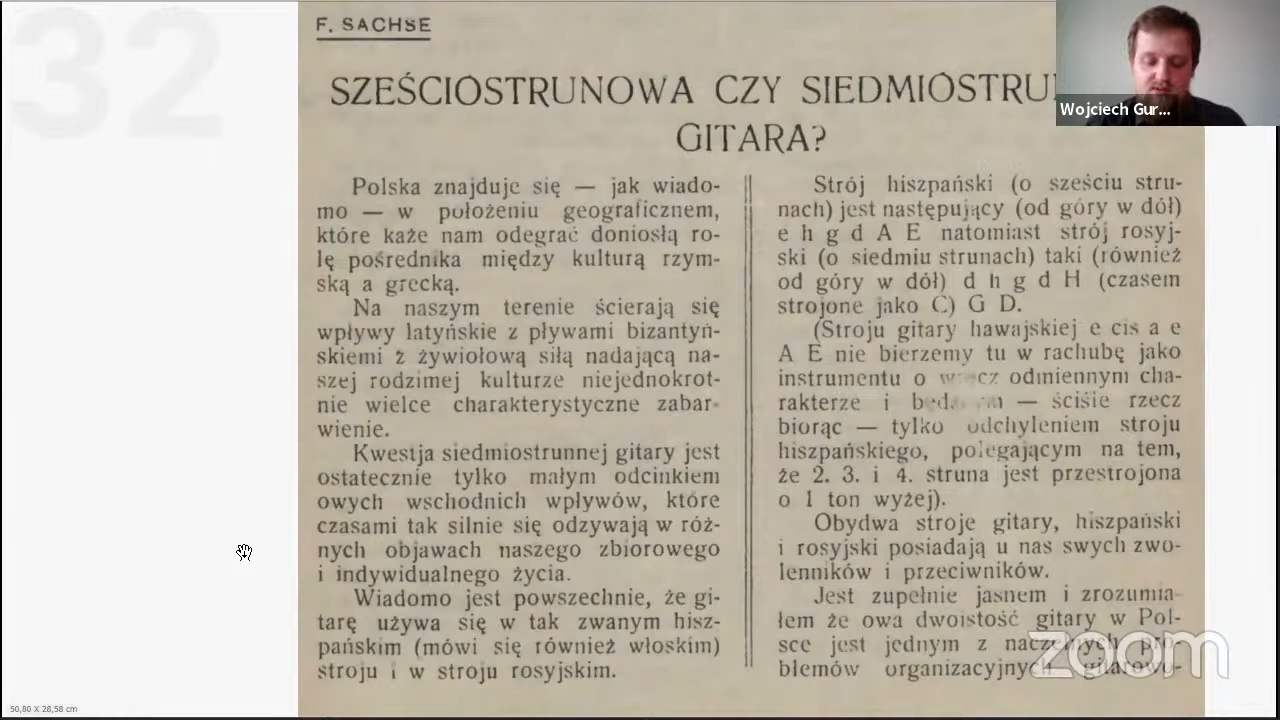 32
F. SACHSE
SZEŚCIOSTRUNOWA CZY
GITARA?
Polska znajduje się — jak wiado-
mo — w położeniu geograficznem,
które każe nam odegrać doniosłą ro-
lę pośrednika między kulturą rzym-
ską a grecką.
Na naszym terenie ścierają się
wpływy latyńskie z pływami bizantyń-
skiemi z żywiołową siłą nadającą na-
szej rodzimej kulturze niejednokrot-
nie wielce charakterystyczne zabar-
wienie.
Kwestja siedmiostrunnej gitary jest
ostatecznie tylko małym odcinkiem
owych wschodnich wpływów, które
czasami tak silnie się odzywają w róż-
nych objawach naszego zbiorowego
i indywidualnego życia.
Wiadomo jest powszechnie, że gi-
tarę używa się w tak zwanym hisz-
pańskim (mówi się również włoskim)
stroju i w stroju rosyjskim.
Strój hiszpański (o sześciu stru-
nach) jest następujący (od góry w dół)
e h g d A E natomiast strój rosyj-
ski (o siedmiu strunach) taki (również
od góry w dół) d h g d H (czasem
strojone jako C) G D.
(Stroju gitary hawajskiej e cis a e
A E nie bierzemy tu w rachubę jako
instrumentu o odmiennym cha-
rakterze i — ściśie rzecz
biorąc — tylko odchyleniem stroju
hiszpańskiego, polegającym na tem,
że 2. 3. i 4. struna jest przestrojona
o 1 ton wyżej).
Obydwa stroje gitary, hiszpański
i rosyjski posiadają u nas swych zwo-
lenników i przeciwników.
Jest zupełnie jasnem i zrozumia-
łem że owa dwoistość gitary w Pol-
sce jest jednym z naczelnych pro-
blemów organizacyjnych gitarowo-
Wojciech Gur...
zoom
50,80 X 28,58 cm